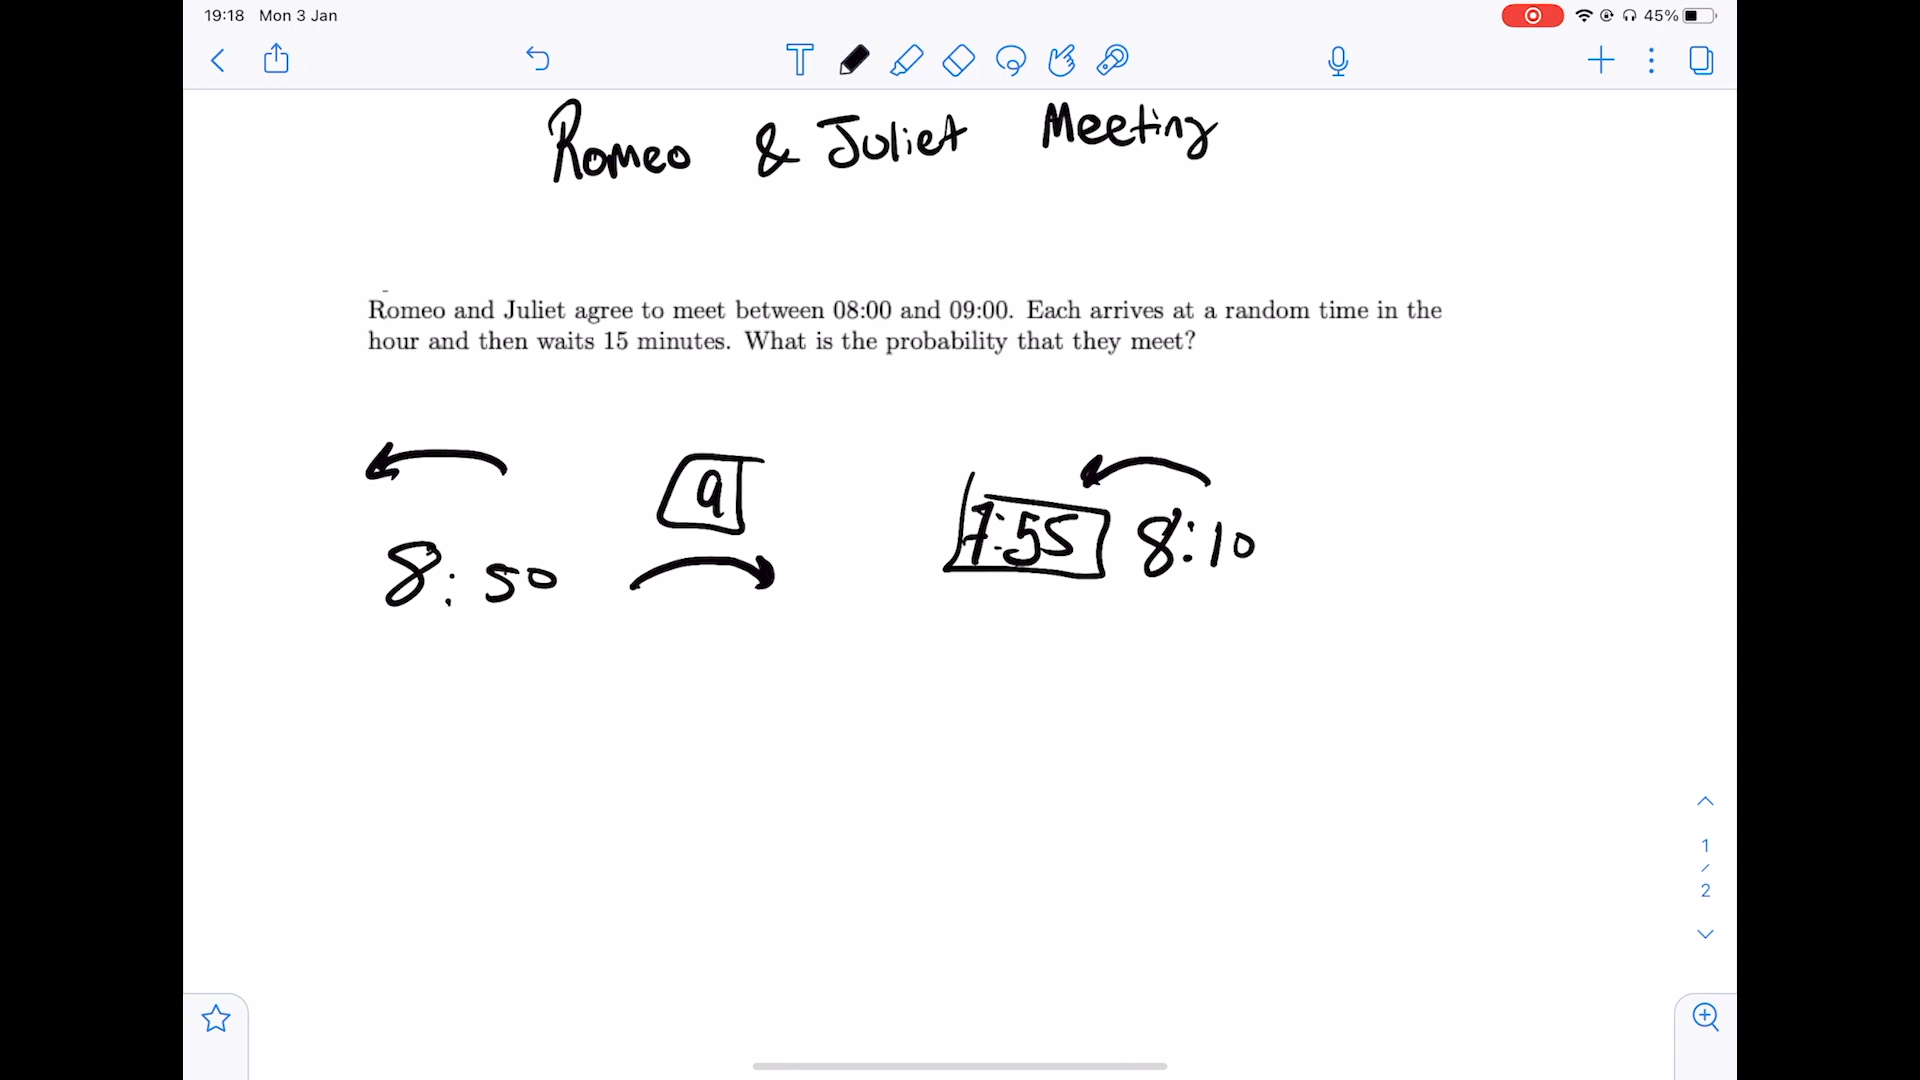 19:18 Mon 3 Jan
45%
Romeo & Juliet Meeting
Romeo and Juliet agree to meet between 08:00 and 09:00. Each arrives at a random time in the
hour and then waits 15 minutes. What is the probability that they meet?
9
8:50
7:55 8:10
1
/
2